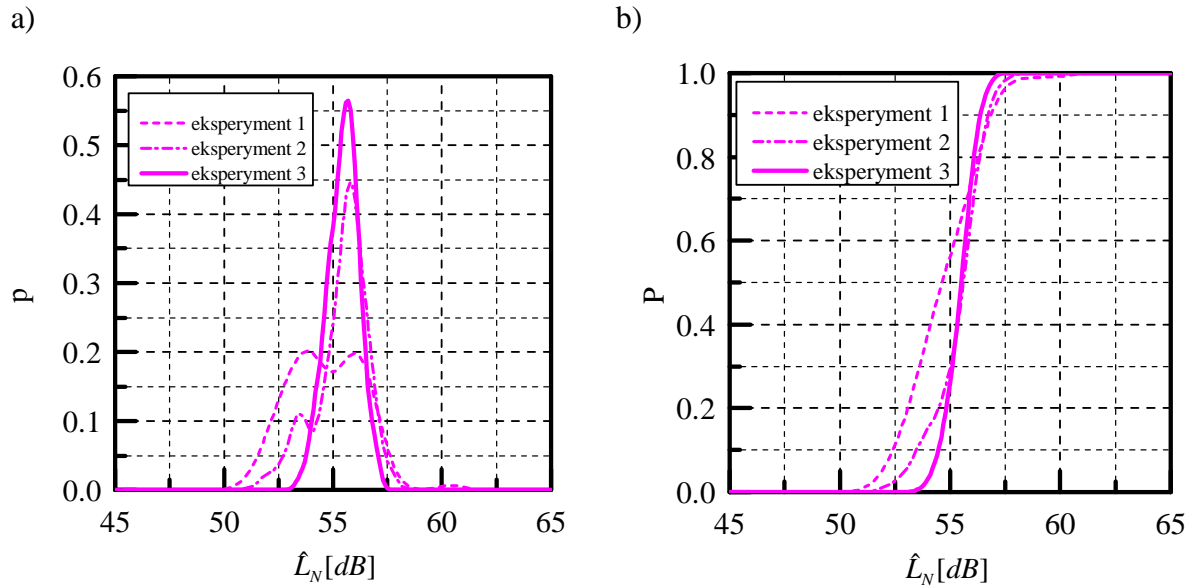 a)
p
0.6
0.5
0.4
0.3
0.2
0.1
0.0
eksperyment 1
eksperyment 2
eksperyment 3
45 50 55 60 65
L̂_N [dB]
b)
P
1.0
0.8
0.6
0.4
0.2
0.0
eksperyment 1
eksperyment 2
eksperyment 3
45 50 55 60 65
L̂_N [dB]